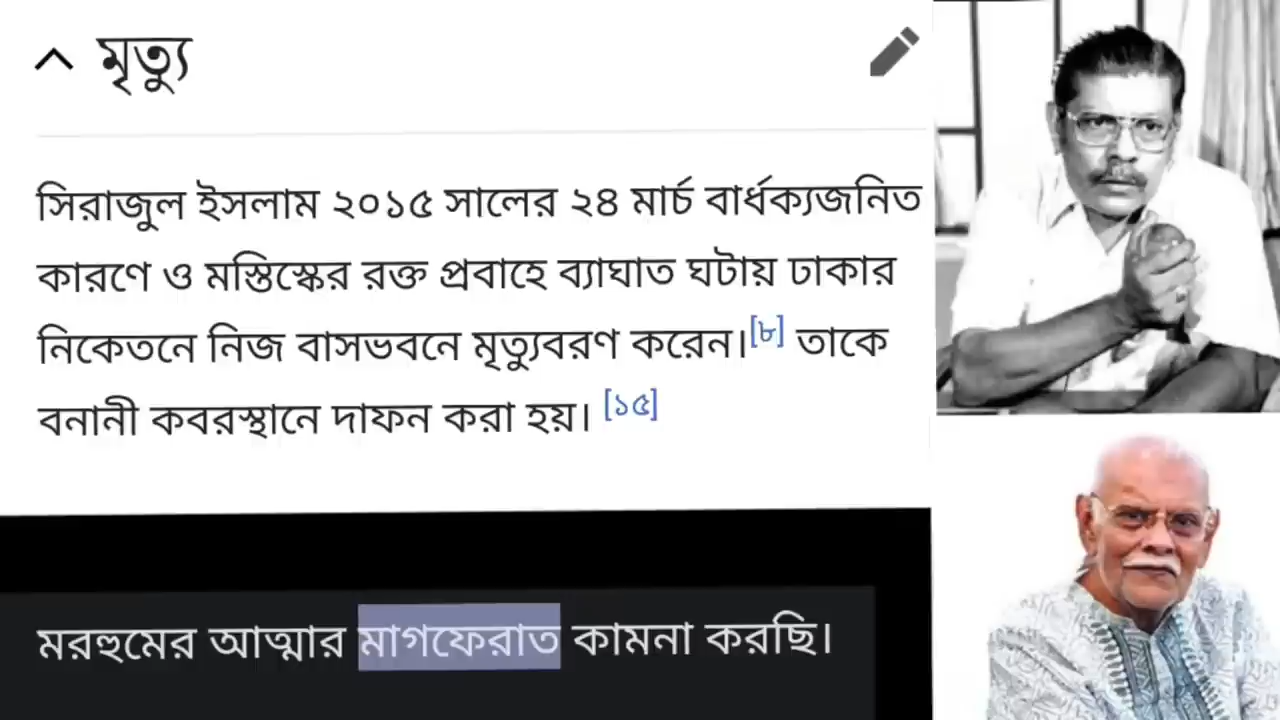 মৃত্যু
সিরাজুল ইসলাম ২০১৫ সালের ২৪ মার্চ বার্ধক্যজনিত
কারণে ও মস্তিস্কের রক্ত প্রবাহে ব্যাঘাত ঘটায় ঢাকার
নিকেতনে নিজ বাসভবনে মৃত্যুবরণ করেন।[৮] তাকে
বনানী কবরস্থানে দাফন করা হয়। [১৫]
মরহুমের আত্মার মাগফেরাত কামনা করছি।